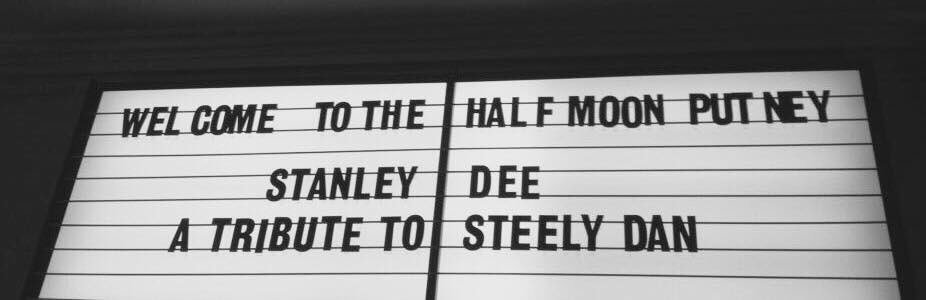 WELCOME TO THE HALF MOON PUTNEY
STANLEY DEE
A TRIBUTE TO STEELY DAN